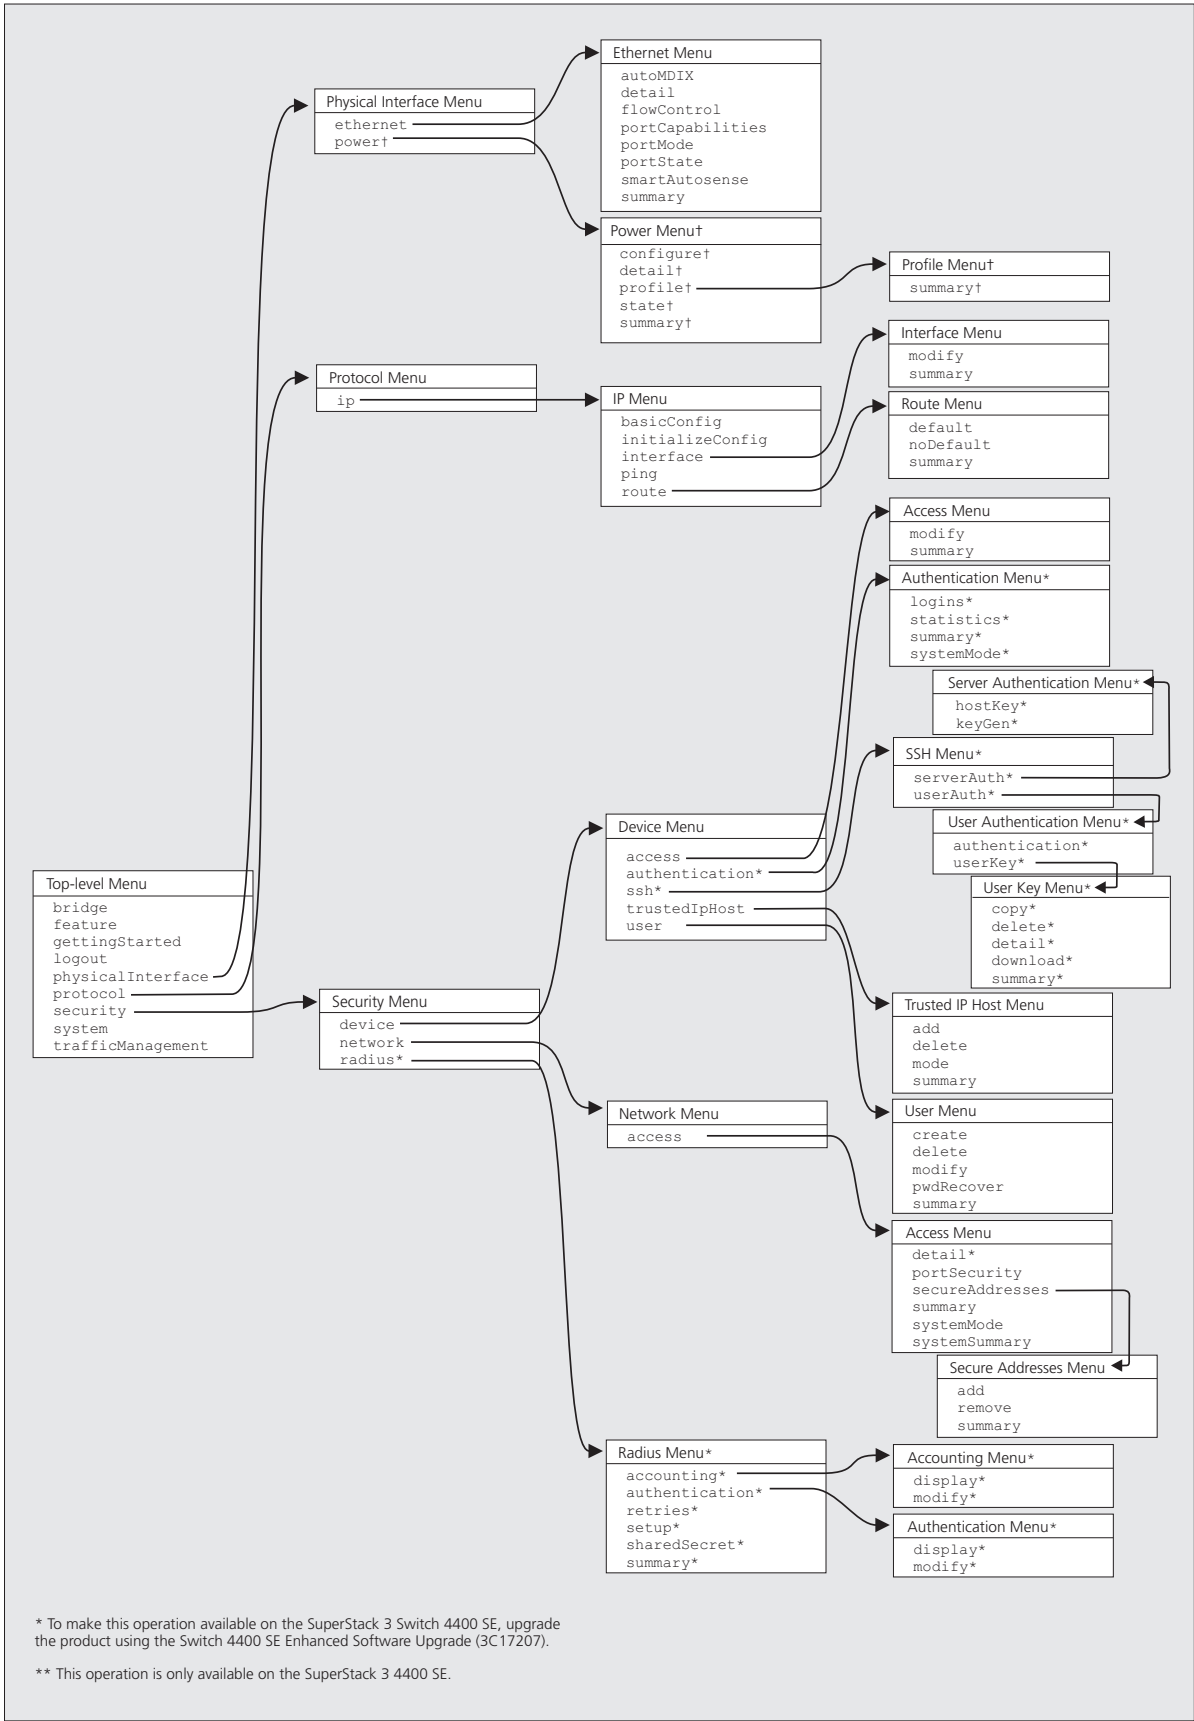 Ethernet Menu
autoMDIX
detail
flowControl
portCapabilities
portMode
portState
smartAutosense
summary
Physical Interface Menu
ethernet
power†
Power Menu†
configure†
detail†
profile†
state†
summary†
Profile Menu†
summary†
Interface Menu
modify
summary
Protocol Menu
ip
IP Menu
basicConfig
initializeConfig
interface
ping
route
Route Menu
default
noDefault
summary
Access Menu
modify
summary
Authentication Menu*
logins*
statistics*
summary*
systemMode*
Server Authentication Menu*
hostKey*
keyGen*
SSH Menu*
serverAuth*
userAuth*
User Authentication Menu*
authentication*
userKey*
User Key Menu*
copy*
delete*
detail*
download*
summary*
Device Menu
access
authentication*
ssh*
trustedIpHost
user
Top-level Menu
bridge
feature
gettingStarted
logout
physicalInterface
protocol
security
system
trafficManagement
Security Menu
device
network
radius*
Trusted IP Host Menu
add
delete
mode
summary
Network Menu
access
User Menu
create
delete
modify
pwdRecover
summary
Access Menu
detail*
portSecurity
secureAddresses
summary
systemMode
systemSummary
Secure Addresses Menu
add
remove
summary
Radius Menu*
accounting*
authentication*
retries*
setup*
sharedSecret*
summary*
Accounting Menu*
display*
modify*
Authentication Menu*
display*
modify*
* To make this operation available on the SuperStack 3 Switch 4400 SE, upgrade
the product using the Switch 4400 SE Enhanced Software Upgrade (3C17207).
** This operation is only available on the SuperStack 3 4400 SE.